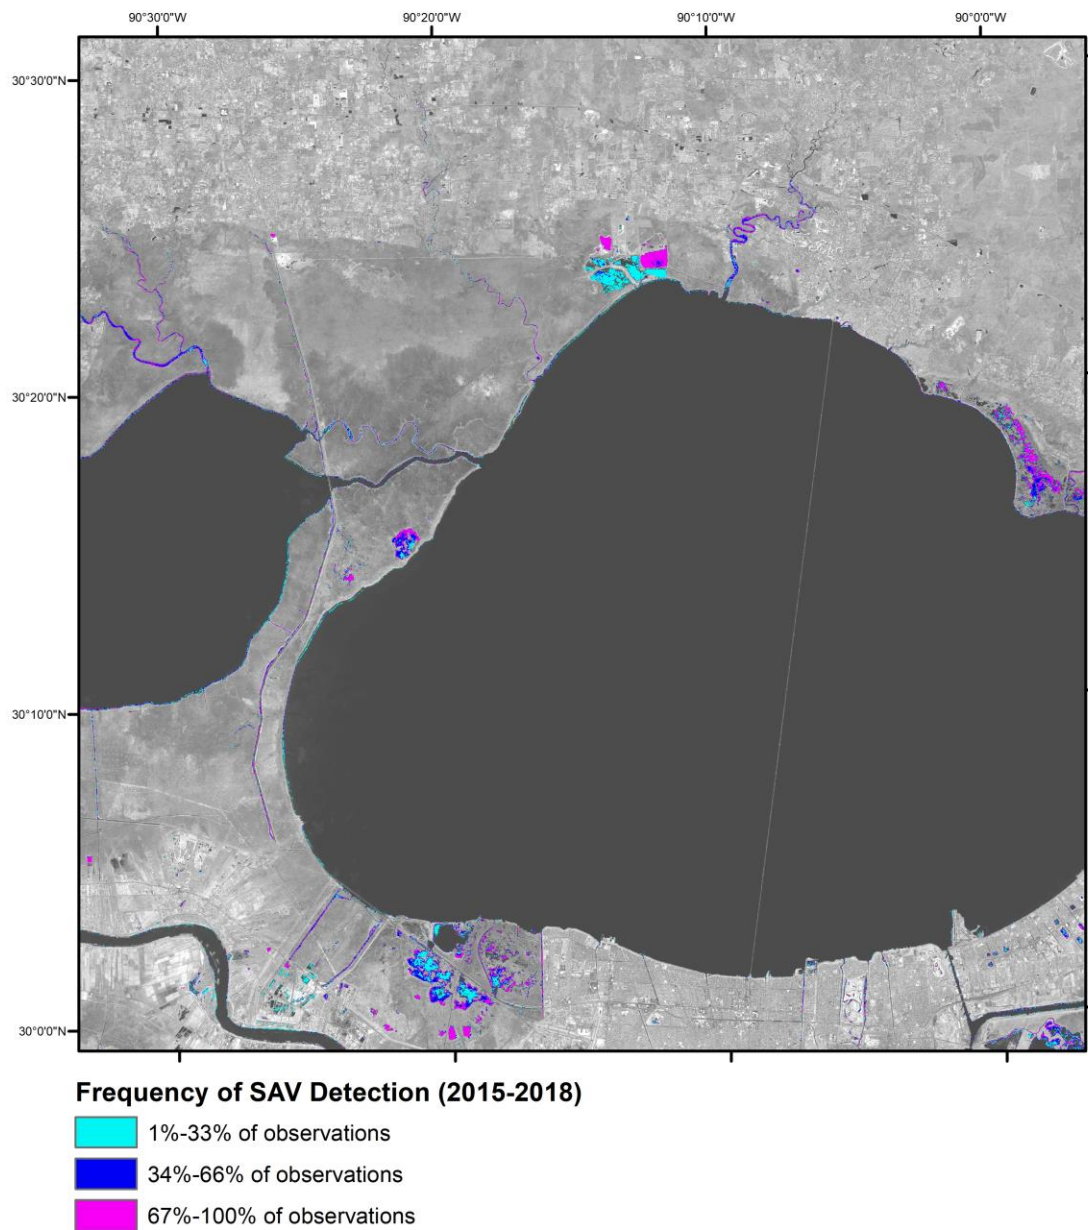 90°30'0"W 90°20'0"W 90°10'0"W 90°0'0"W
30°30'0"N
30°20'0"N
30°10'0"N
30°0'0"N
Frequency of SAV Detection (2015-2018)
1%-33% of observations
34%-66% of observations
67%-100% of observations